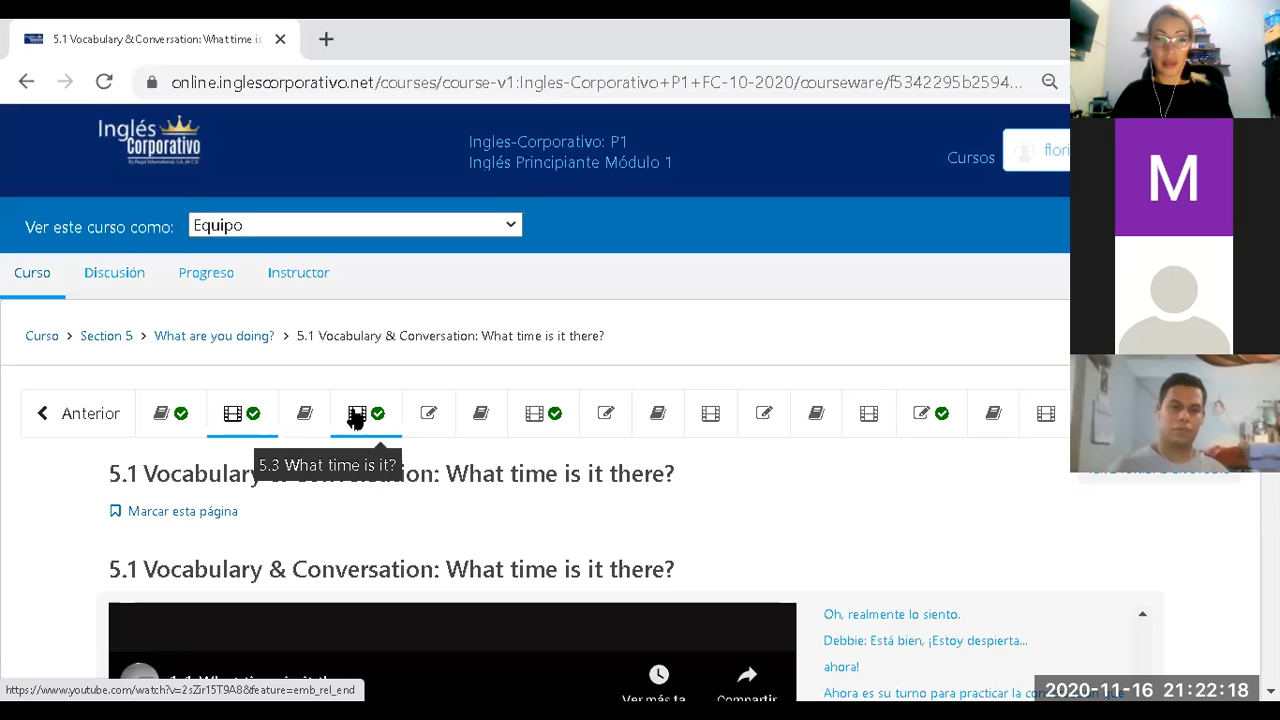 5.1 Vocabulary & Conversation: What time is
online.inglescorporativo.net/courses/course-v1:Ingles-Corporativo+P1+FC-10-2020/courseware/f5342295b2594...
Inglés
Corporativo
Ingles-Corporativo: P1
Inglés Principiante Módulo 1
Cursos
flori
Ver este curso como:
Equipo
Curso
Discusión
Progreso
Instructor
Curso > Section 5 > What are you doing? > 5.1 Vocabulary & Conversation: What time is it there?
Anterior
5.3 What time is it?
5.1 Vocabulary & Conversation: What time is it there?
Marcar esta página
5.1 Vocabulary & Conversation: What time is it there?
Oh, realmente lo siento.
Debbie: Está bien, ¡Estoy despierta...
ahora!
Ahora es su turno para practicar la
Ver más ta
Compartir
https://www.youtube.com/watch?v=2sZir15T9A8&feature=emb_rel_end
M
2020-11-16 21:22:18